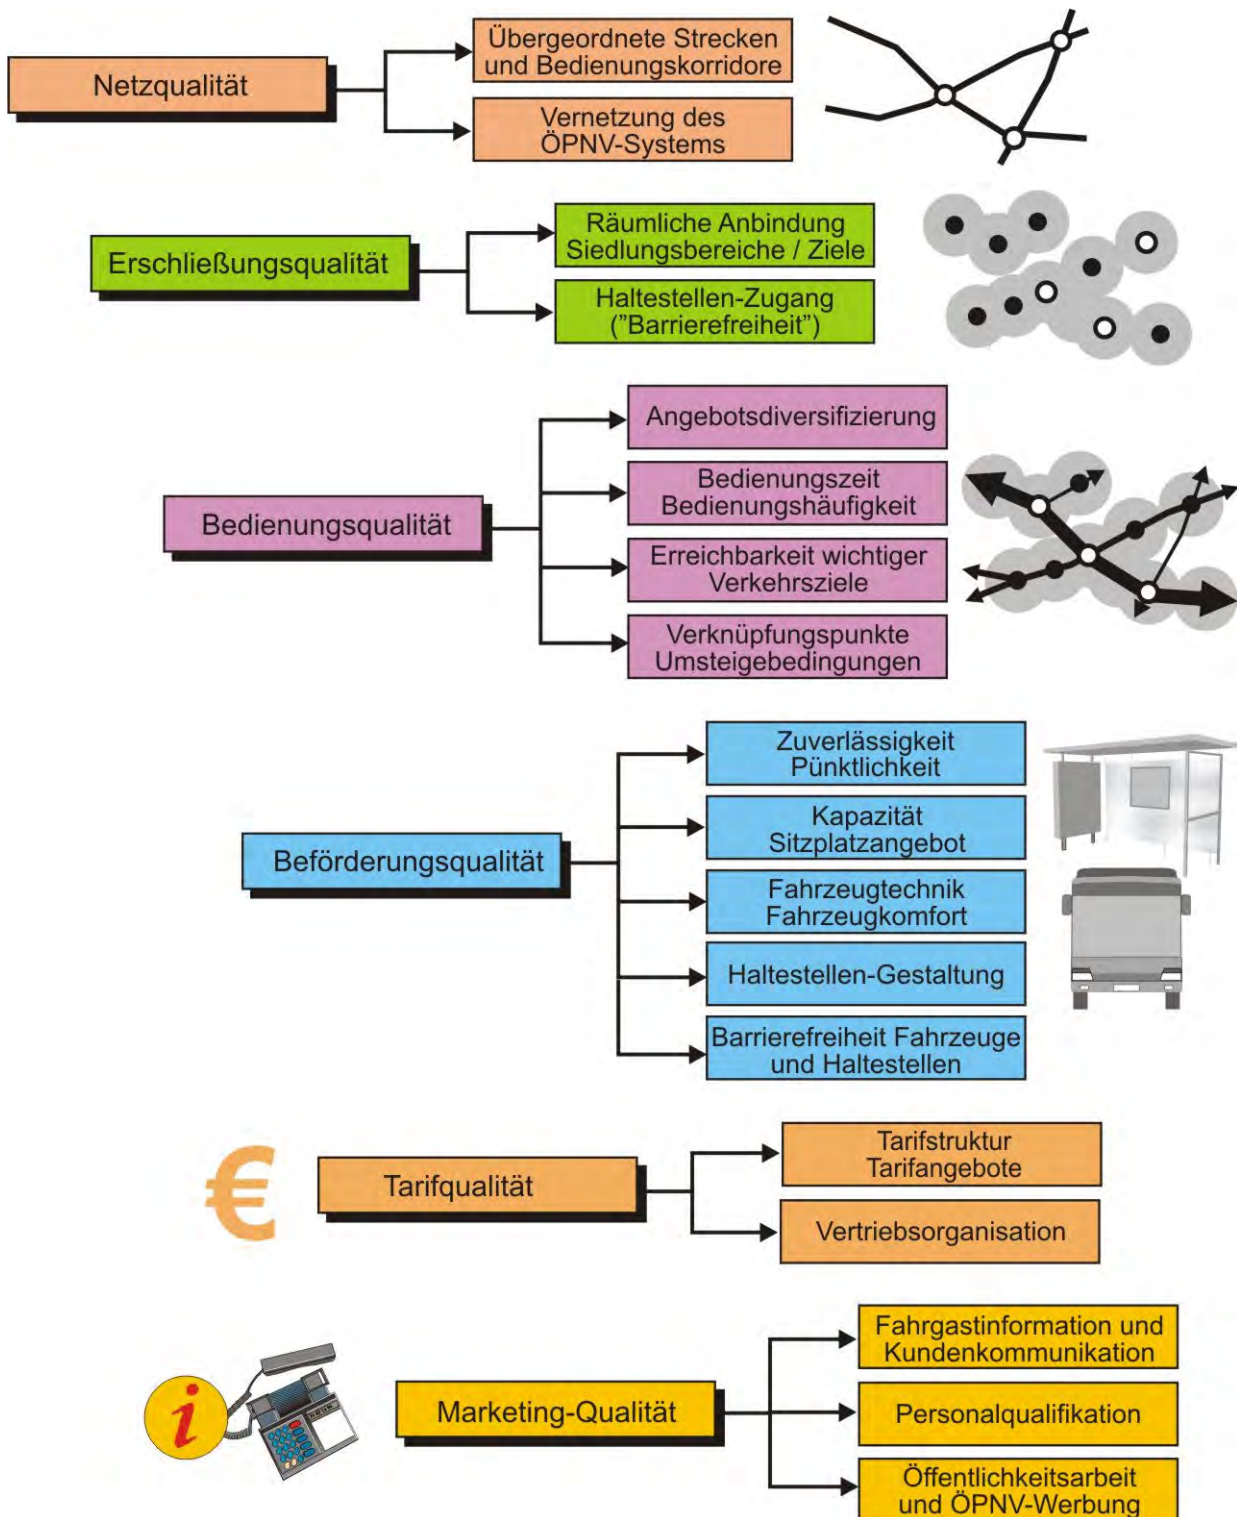 Netzqualität
Übergeordnete Strecken
und Bedienungskorridore
Vernetzung des
ÖPNV-Systems
Erschließungsqualität
Räumliche Anbindung
Siedlungsbereiche / Ziele
Haltestellen-Zugang
("Barrierefreiheit")
Bedienungsqualität
Angebotsdiversifizierung
Bedienungszeit
Bedienungshäufigkeit
Erreichbarkeit wichtiger
Verkehrsziele
Verknüpfungspunkte
Umsteigebedingungen
Beförderungsqualität
Zuverlässigkeit
Pünktlichkeit
Kapazität
Sitzplatzangebot
Fahrzeugtechnik
Fahrzeugkomfort
Haltestellen-Gestaltung
Barrierefreiheit Fahrzeuge
und Haltestellen
€
Tarifqualität
Tarifstruktur
Tarifangebote
Vertriebsorganisation
i
Marketing-Qualität
Fahrgastinformation und
Kundenkommunikation
Personalqualifikation
Öffentlichkeitsarbeit
und ÖPNV-Werbung